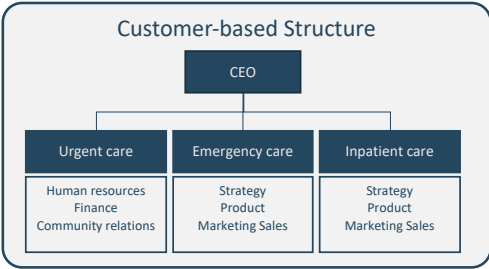 Customer-based Structure
CEO
Urgent care
Emergency care
Inpatient care
Human resources
Finance
Community relations
Strategy
Product
Marketing Sales
Strategy
Product
Marketing Sales